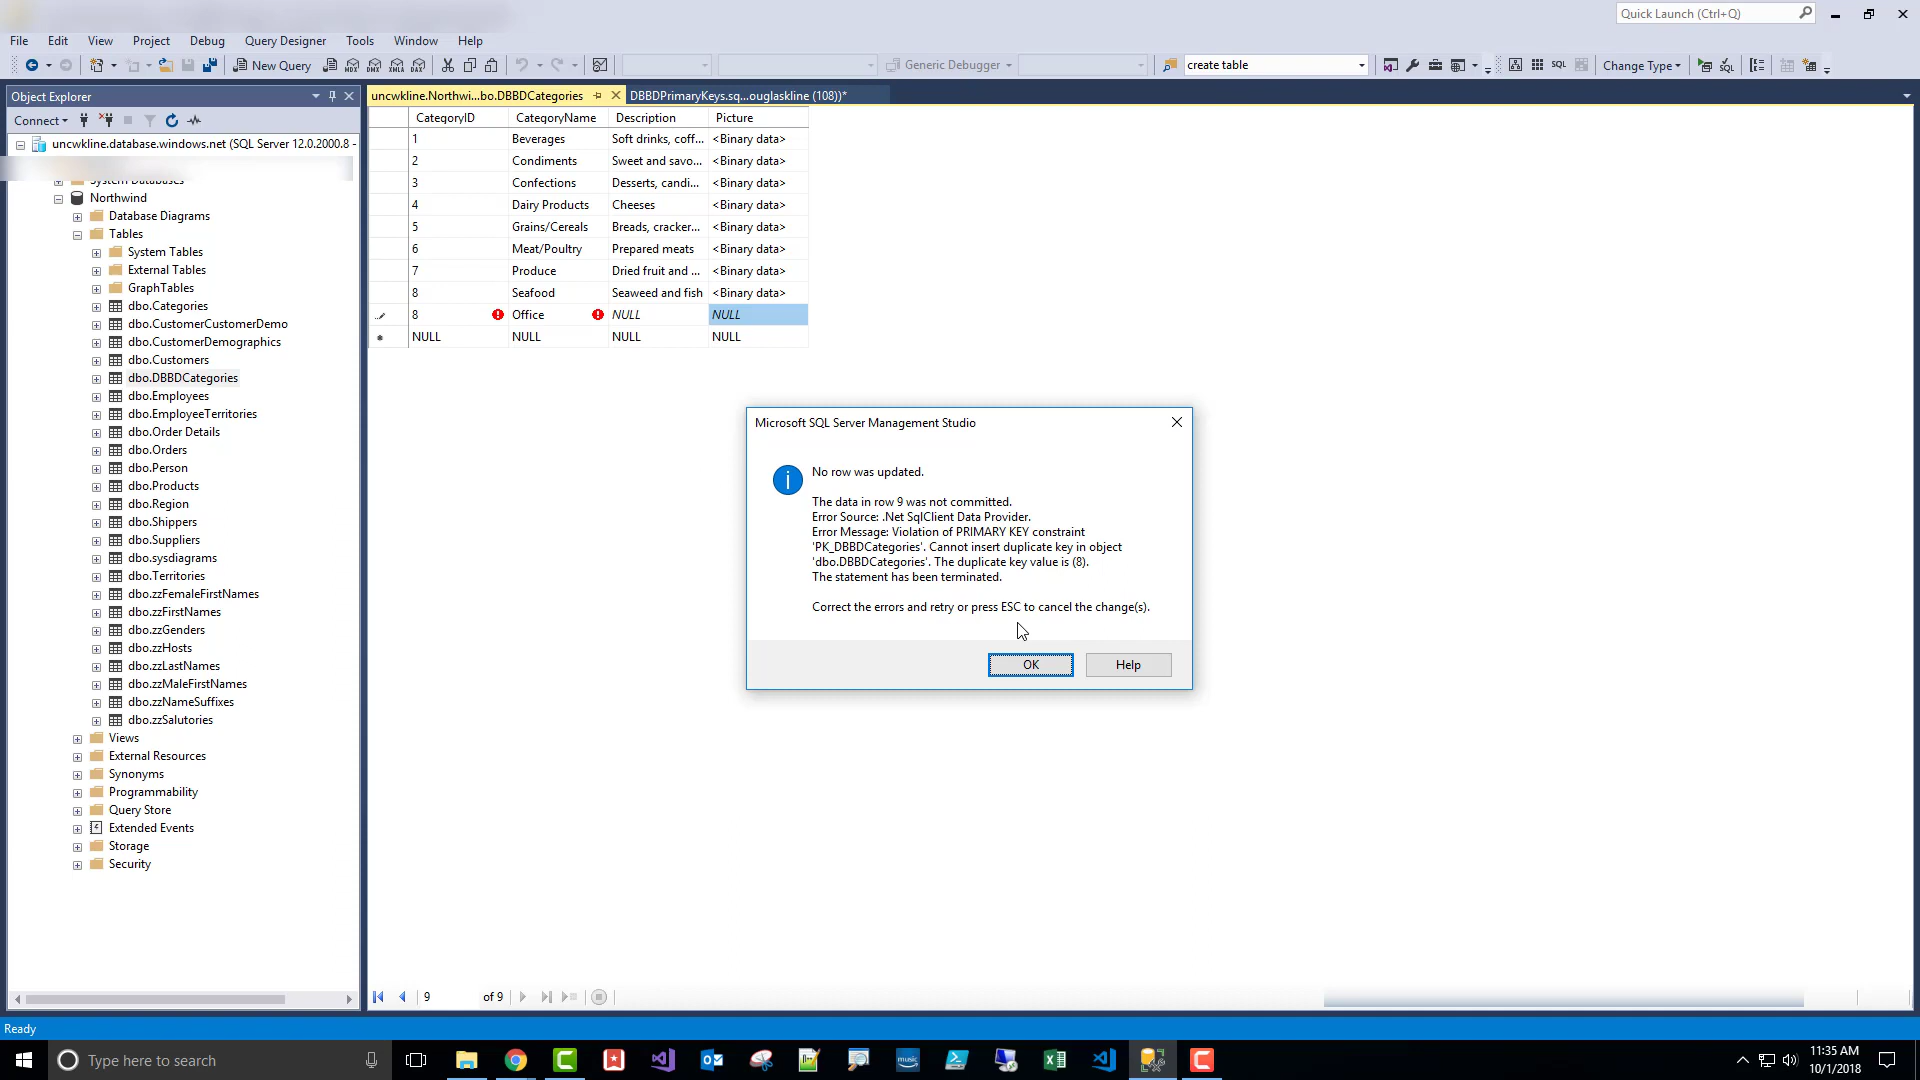 Quick Launch (Ctrl+Q)
File Edit View Project Debug Query Designer Tools Window Help
New Query MDX DMX XMLA DAX Generic Debugger create table SQL Change Type
Object Explorer
uncwkline.Northwi...bo.DBBDCategories
DBBDPrimaryKeys.sq...ouglaskline (108))*
Connect
uncwkline.database.windows.net (SQL Server 12.0.2000.8 -
System Databases
Northwind
Database Diagrams
Tables
System Tables
External Tables
GraphTables
dbo.Categories
dbo.CustomerCustomerDemo
dbo.CustomerDemographics
dbo.Customers
dbo.DBBDCategories
dbo.Employees
dbo.EmployeeTerritories
dbo.Order Details
dbo.Orders
dbo.Person
dbo.Products
dbo.Region
dbo.Shippers
dbo.Suppliers
dbo.sysdiagrams
dbo.Territories
dbo.zzFemaleFirstNames
dbo.zzFirstNames
dbo.zzGenders
dbo.zzHosts
dbo.zzLastNames
dbo.zzMaleFirstNames
dbo.zzNameSuffixes
dbo.zzSalutories
Views
External Resources
Synonyms
Programmability
Query Store
Extended Events
Storage
Security
CategoryID CategoryName Description Picture
1 Beverages Soft drinks, coff... <Binary data>
2 Condiments Sweet and savo... <Binary data>
3 Confections Desserts, candi... <Binary data>
4 Dairy Products Cheeses <Binary data>
5 Grains/Cereals Breads, cracker... <Binary data>
6 Meat/Poultry Prepared meats <Binary data>
7 Produce Dried fruit and ... <Binary data>
8 Seafood Seaweed and fish <Binary data>
8 Office NULL NULL
NULL NULL NULL NULL
Microsoft SQL Server Management Studio
No row was updated.
The data in row 9 was not committed.
Error Source: .Net SqlClient Data Provider.
Error Message: Violation of PRIMARY KEY constraint
'PK_DBBDCategories'. Cannot insert duplicate key in object
'dbo.DBBDCategories'. The duplicate key value is (8).
The statement has been terminated.
Correct the errors and retry or press ESC to cancel the change(s).
OK Help
9 of 9
Ready
Type here to search
music
11:35 AM
10/1/2018